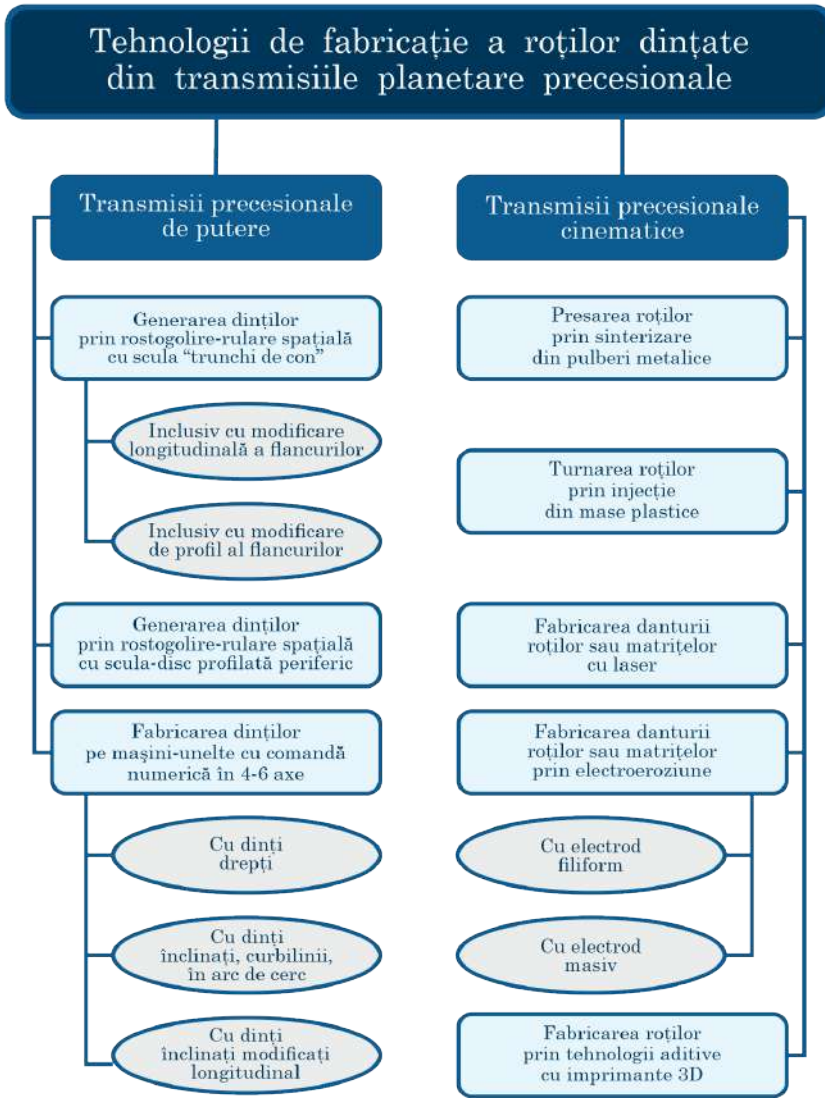 Tehnologii de fabricație a roților dințate
din transmisiile planetare precesionale
Transmisii precesionale
de putere
Generarea dinților
prin rostogolire-rulare spațială
cu scula “trunchi de con”
Inclusiv cu modificare
longitudinală a flancurilor
Inclusiv cu modificare
de profil al flancurilor
Generarea dinților
prin rostogolire-rulare spațială
cu scula-disc profilată periferic
Fabricarea dinților
pe mașini-unelte cu comandă
numerică în 4-6 axe
Cu dinți
drepți
Cu dinți
înclinați, curbilinii,
în arc de cerc
Cu dinți
înclinați modificați
longitudinal
Transmisii precesionale
cinematice
Presarea roților
prin sinterizare
din pulberi metalice
Turnarea roților
prin injecție
din mase plastice
Fabricarea danturii
roților sau matrițelor
cu laser
Fabricarea danturii
roților sau matrițelor
prin electroeroziune
Cu electrod
filiform
Cu electrod
masiv
Fabricarea roților
prin tehnologii aditive
cu imprimante 3D